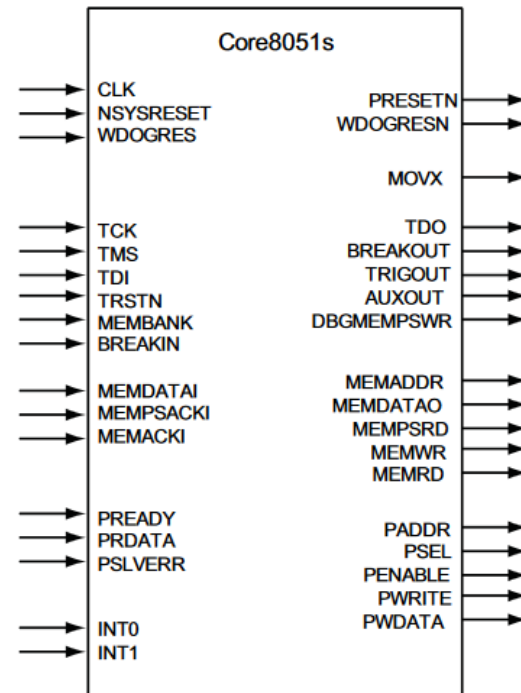 Core8051s
CLK
NSYSRESET
WDOGRES
TCK
TMS
TDI
TRSTN
MEMBANK
BREAKIN
MEMDATAI
MEMPSACKI
MEMACKI
PREADY
PRDATA
PSLVERR
INT0
INT1
PRESETN
WDOGRESN
MOVX
TDO
BREAKOUT
TRIGOUT
AUXOUT
DBGMEMPSWR
MEMADDR
MEMDATAO
MEMPSRD
MEMWR
MEMRD
PADDR
PSEL
PENABLE
PWRITE
PWDATA